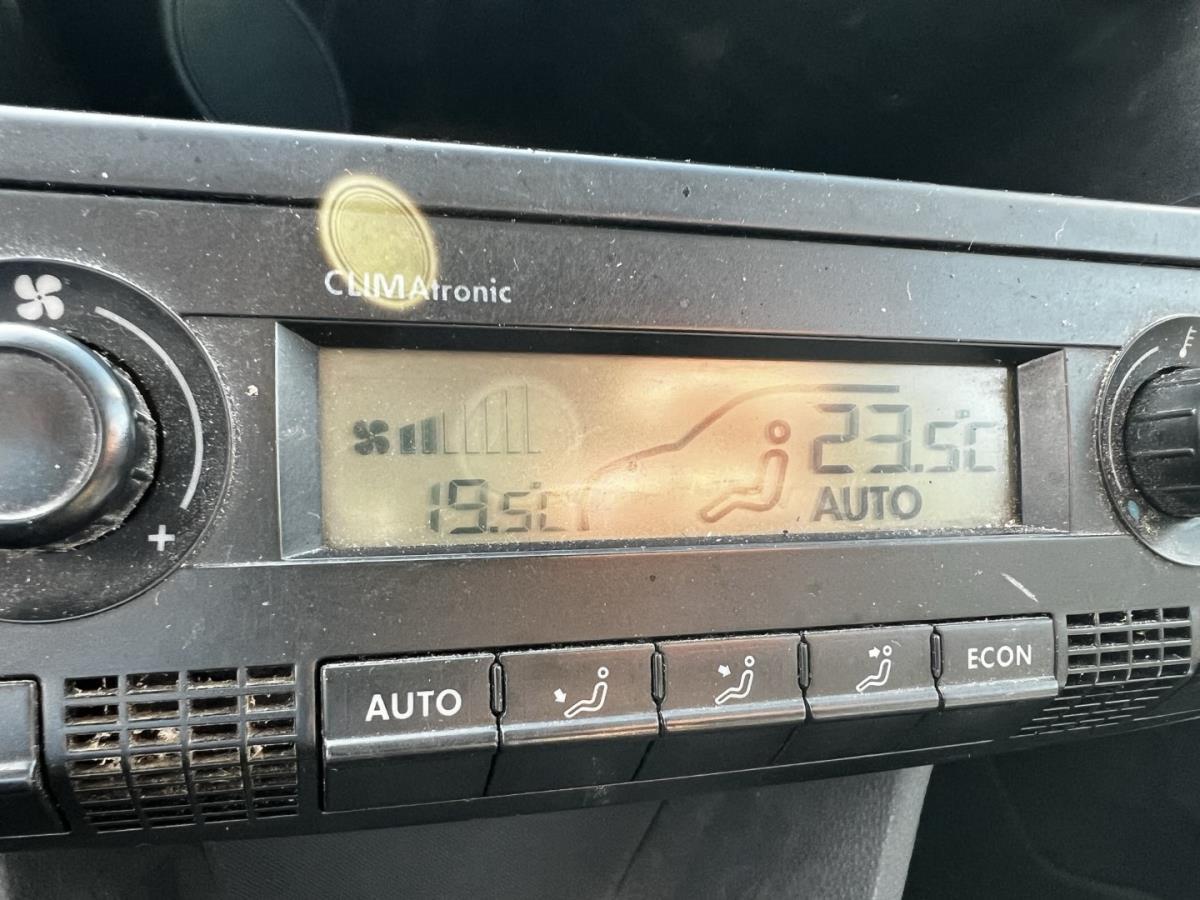 CLIMAtronic
23.5°C
19.5°C
AUTO
+
AUTO
ECON